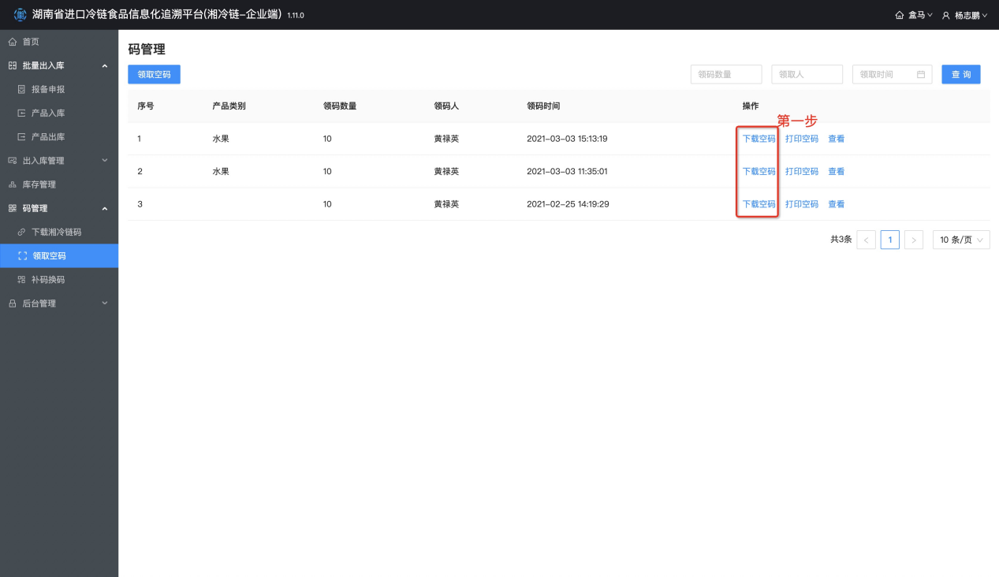 湖南省进口冷链食品信息化追溯平台(湘冷链-企业端) 1.11.0
盒马 杨志鹏
首页
批量出入库
报备申报
产品入库
产品出库
出入库管理
库存管理
码管理
下载湘冷链码
领取空码
补码换码
后台管理
码管理
领取空码 领码数量 领取人 领取时间 查 询
序号 产品类别 领码数量 领码人 领码时间 操作
第一步
1 水果 10 黄禄英 2021-03-03 15:13:19 下载空码 打印空码 查看
2 水果 10 黄禄英 2021-03-03 11:35:01 下载空码 打印空码 查看
3 10 黄禄英 2021-02-25 14:19:29 下载空码 打印空码 查看
共3条 < 1 > 10 条/页